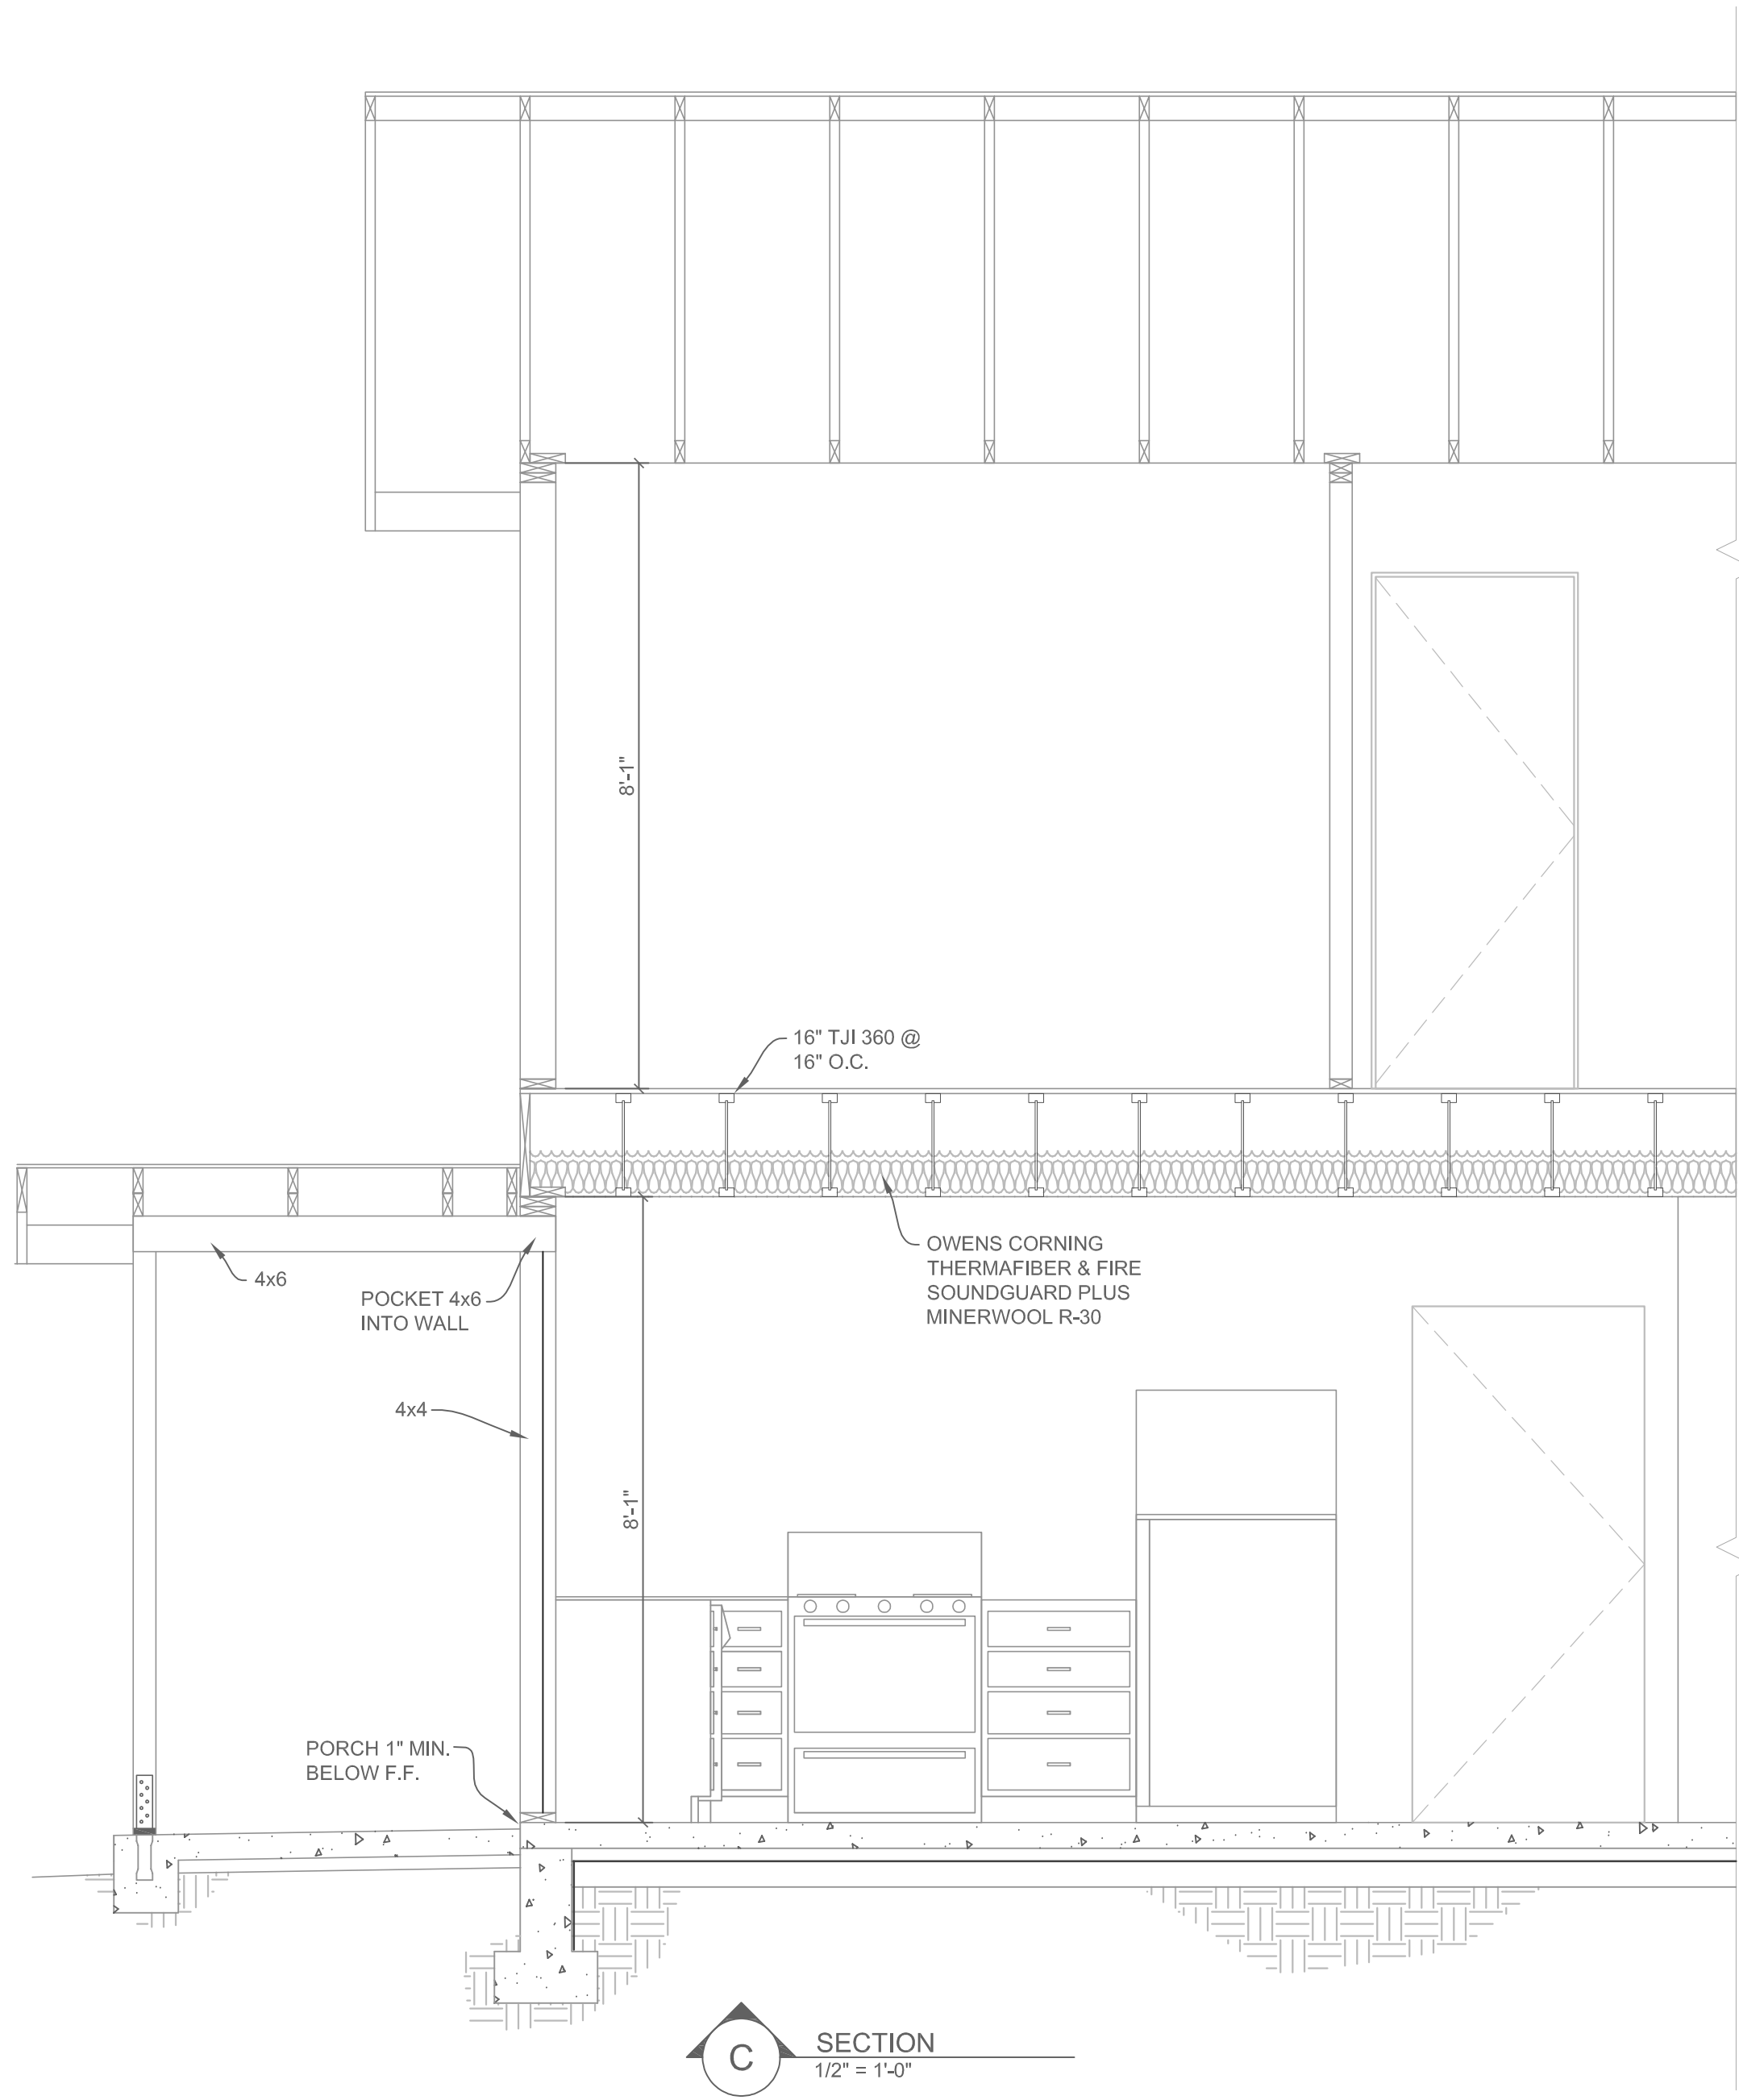 8'-1"
16" TJI 360 @
16" O.C.
OWENS CORNING
THERMAFIBER & FIRE
SOUNDGUARD PLUS
MINERWOOL R-30
4x6
POCKET 4x6
INTO WALL
4x4
8'-1"
PORCH 1" MIN.
BELOW F.F.
C
SECTION
1/2" = 1'-0"